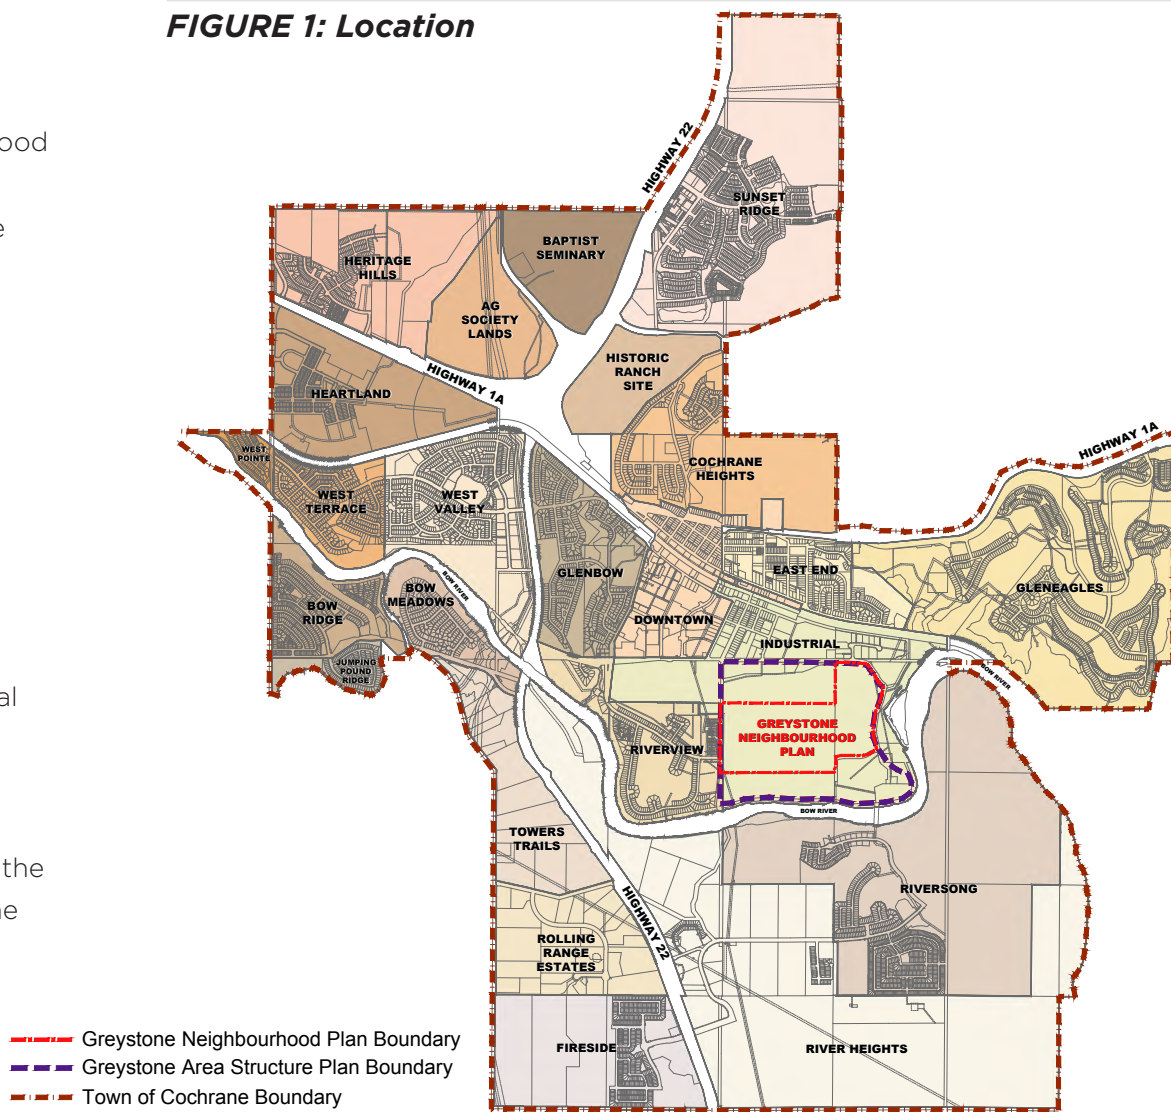 FIGURE 1: Location
ood
e
al
the
ne
HIGHWAY 22
SUNSET
RIDGE
BAPTIST
SEMINARY
HERITAGE
HILLS
AG
SOCIETY
LANDS
HISTORIC
RANCH
SITE
HIGHWAY 1A
HEARTLAND
HIGHWAY 1A
WEST
POINTE
COCHRANE
HEIGHTS
WEST
TERRACE
WEST
VALLEY
GLENBOW
EAST END
GLENEAGLES
BOW RIVER
BOW
MEADOWS
BOW
RIDGE
DOWNTOWN
INDUSTRIAL
JUMPING
POUND
RIDGE
BOW RIVER
GREYSTONE
NEIGHBOURHOOD
PLAN
RIVERVIEW
BOW RIVER
TOWERS
TRAILS
RIVERSONG
HIGHWAY 22
ROLLING
RANGE
ESTATES
FIRESIDE
RIVER HEIGHTS
Greystone Neighbourhood Plan Boundary
Greystone Area Structure Plan Boundary
Town of Cochrane Boundary